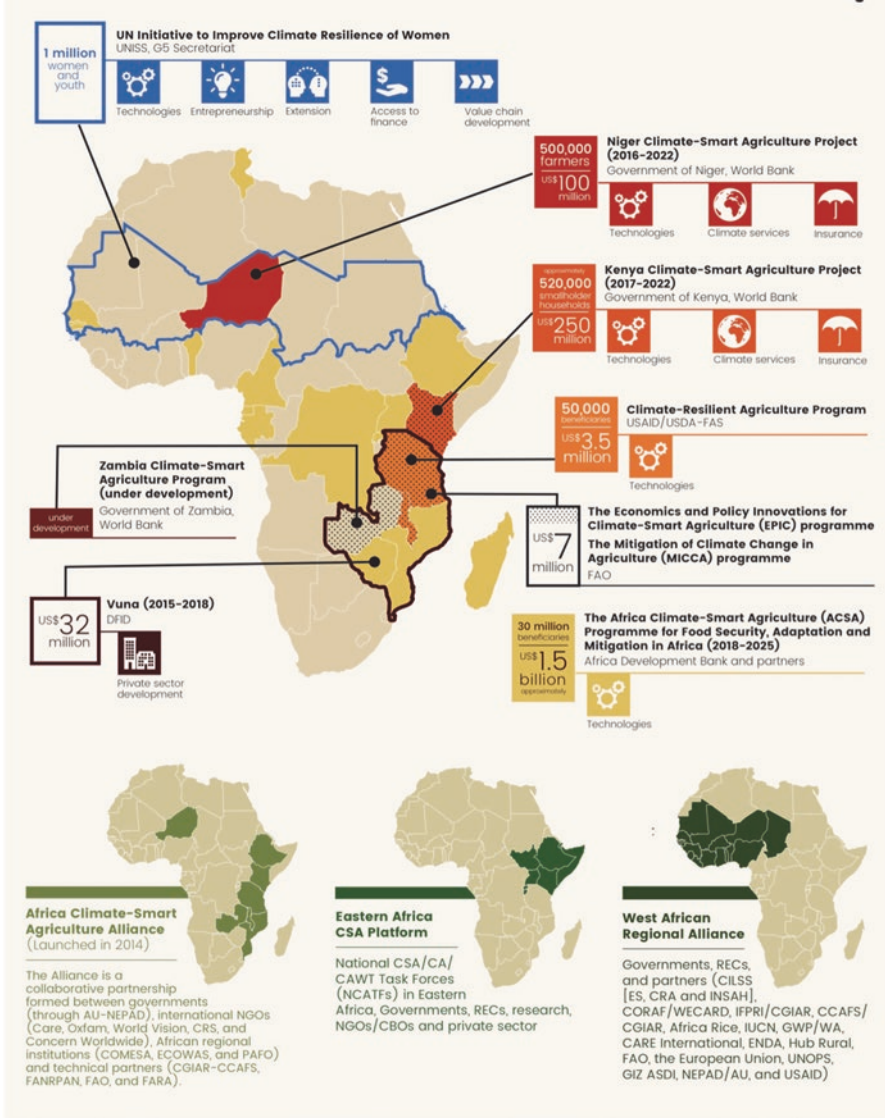 1 million
women
and
youth
UN Initiative to Improve Climate Resilience of Women
UNISS, G5 Secretariat
Technologies
Entrepreneurship
Extension
Access to
finance
Value chain
development
500,000
farmers
US$100
million
Niger Climate-Smart Agriculture Project
(2016-2022)
Government of Niger, World Bank
Technologies
Climate services
Insurance
approximately
520,000
smallholder
households
US$250
million
Kenya Climate-Smart Agriculture Project
(2017-2022)
Government of Kenya, World Bank
Technologies
Climate services
Insurance
50,000
beneficiaries
US$3.5
million
Climate-Resilient Agriculture Program
USAID/USDA-FAS
Technologies
under
development
Zambia Climate-Smart
Agriculture Program
(under development)
Government of Zambia,
World Bank
US$7
million
The Economics and Policy Innovations for
Climate-Smart Agriculture (EPIC) programme
The Mitigation of Climate Change in
Agriculture (MICCA) programme
FAO
US$32
million
Vuna (2015-2018)
DFID
Private sector
development
30 million
beneficiaries
US$1.5
billion
approximately
The Africa Climate-Smart Agriculture (ACSA)
Programme for Food Security, Adaptation and
Mitigation in Africa (2018-2025)
Africa Development Bank and partners
Technologies
Africa Climate-Smart
Agriculture Alliance
(Launched in 2014)
The Alliance is a
collaborative partnership
formed between governments
(through AU-NEPAD), international NGOs
(Care, Oxfam, World Vision, CRS, and
Concern Worldwide), African regional
institutions (COMESA, ECOWAS, and PAFO)
and technical partners (CGIAR-CCAFS,
FANRPAN, FAO, and FARA).
Eastern Africa
CSA Platform
National CSA/CA/
CAWT Task Forces
(NCATFs) in Eastern
Africa, Governments, RECs, research,
NGOs/CBOs and private sector
West African
Regional Alliance
Governments, RECs,
and partners (CILSS
[ES, CRA and INSAH],
CORAF/WECARD, IFPRI/CGIAR, CCAFS/
CGIAR, Africa Rice, IUCN, GWP/WA,
CARE International, ENDA, Hub Rural,
FAO, the European Union, UNOPS,
GIZ ASDI, NEPAD/AU, and USAID)